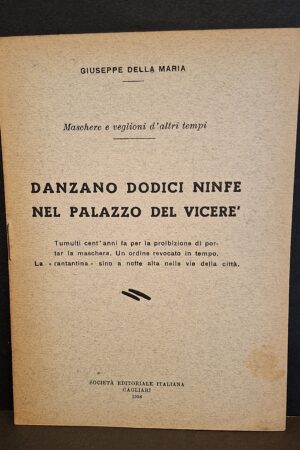 GIUSEPPE DELLA MARIA
Maschere e veglioni d'altri tempi
DANZANO DODICI NINFE
NEL PALAZZO DEL VICERE'
Tumulti cent'anni fa per la proibizione di por-
tar la maschera. Un ordine revocato in tempo.
La « rantantina » sino a notte alta nelle vie della città.
SOCIETÀ EDITORIALE ITALIANA
CAGLIARI